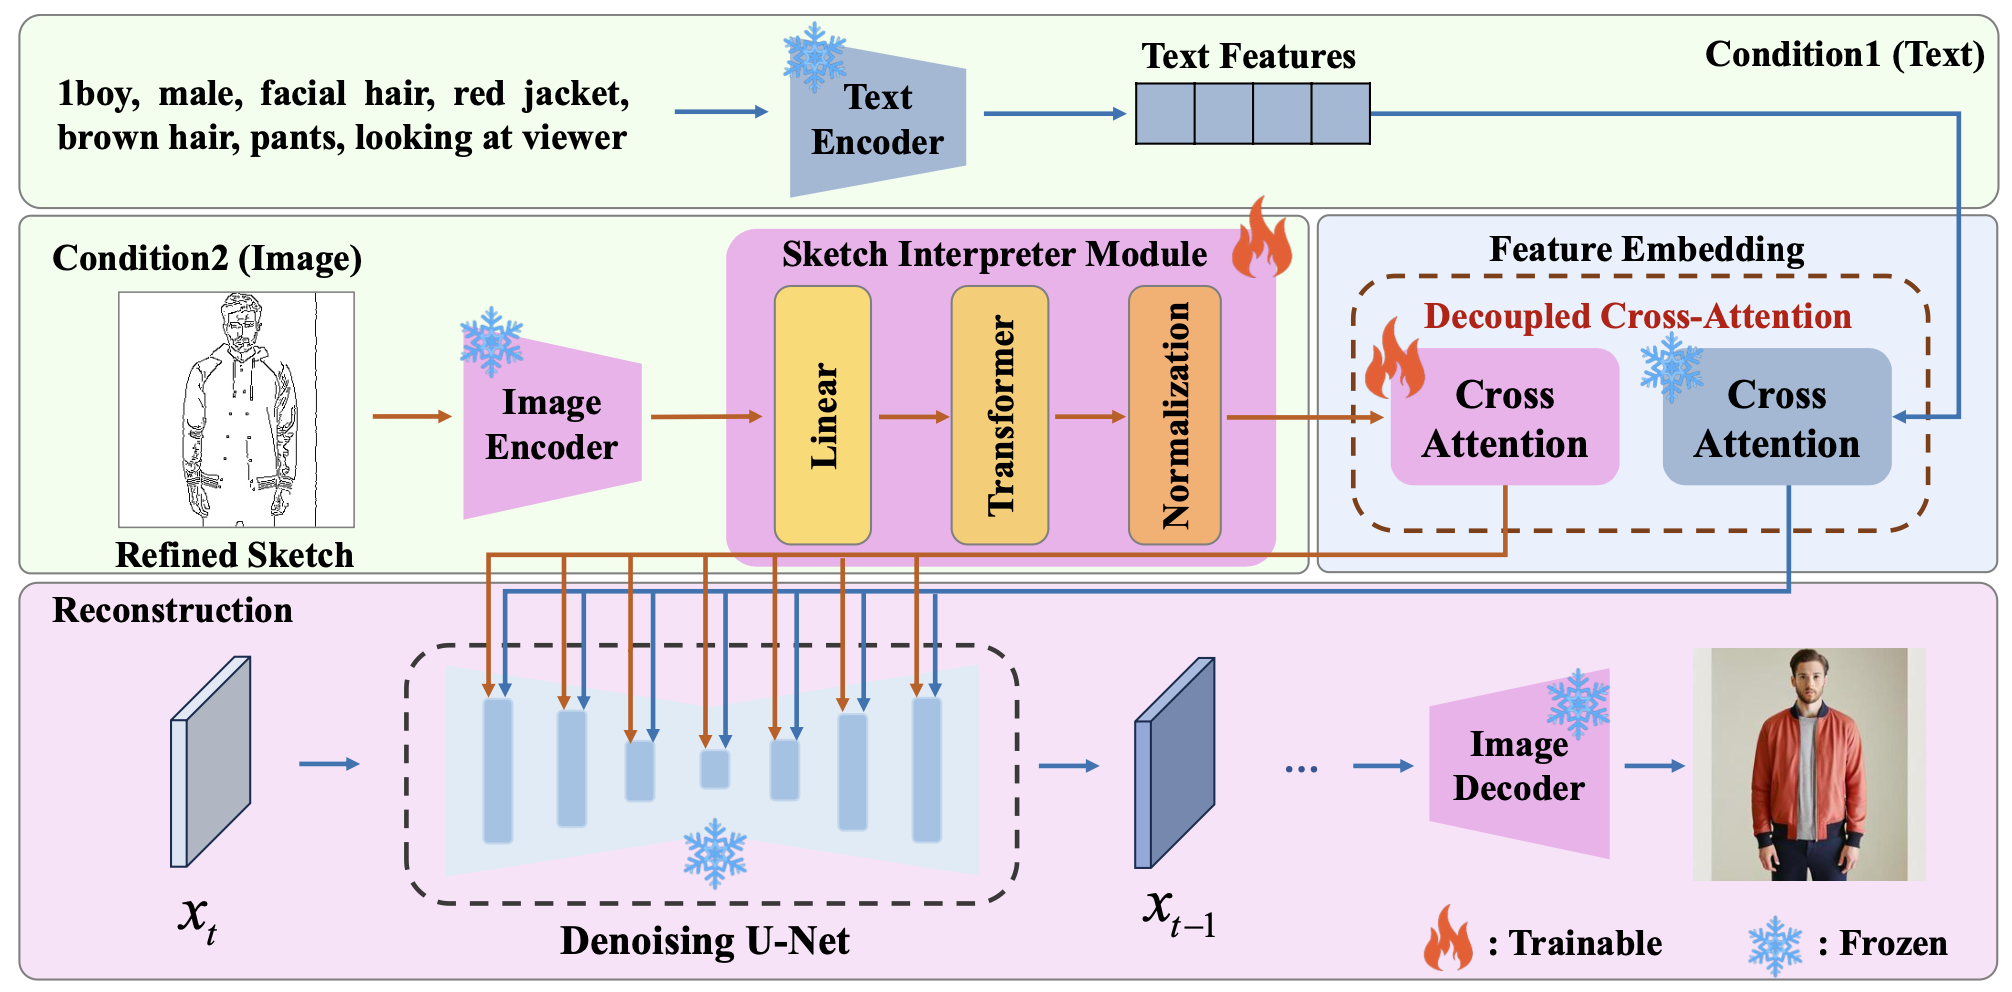 Condition1 (Text)
1boy, male, facial hair, red jacket,
brown hair, pants, looking at viewer
Text
Encoder
Text Features
Condition2 (Image)
Refined Sketch
Image
Encoder
Sketch Interpreter Module
Linear
Transformer
Normalization
Feature Embedding
Decoupled Cross-Attention
Cross
Attention
Cross
Attention
Reconstruction
x_t
Denoising U-Net
x_{t-1}
...
Image
Decoder
: Trainable
: Frozen